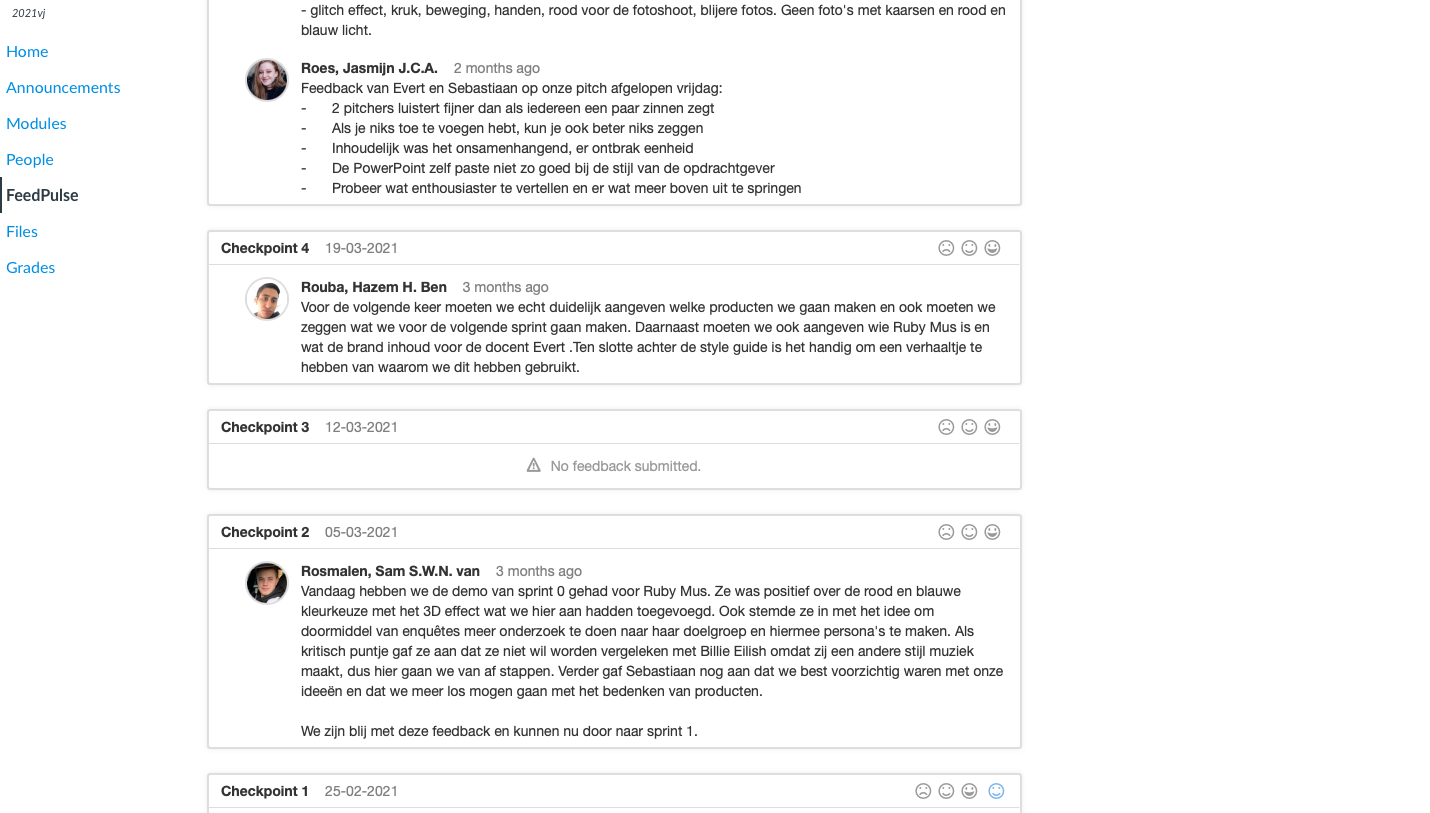 2021vj
Home
Announcements
Modules
People
FeedPulse
Files
Grades
- glitch effect, kruk, beweging, handen, rood voor de fotoshoot, blijere fotos. Geen foto's met kaarsen en rood en
blauw licht.
Roes, Jasmijn J.C.A. 2 months ago
Feedback van Evert en Sebastiaan op onze pitch afgelopen vrijdag:
- 2 pitchers luistert fijner dan als iedereen een paar zinnen zegt
- Als je niks toe te voegen hebt, kun je ook beter niks zeggen
- Inhoudelijk was het onsamenhangend, er ontbrak eenheid
- De PowerPoint zelf paste niet zo goed bij de stijl van de opdrachtgever
- Probeer wat enthousiaster te vertellen en er wat meer boven uit te springen
Checkpoint 4 19-03-2021
Rouba, Hazem H. Ben 3 months ago
Voor de volgende keer moeten we echt duidelijk aangeven welke producten we gaan maken en ook moeten we
zeggen wat we voor de volgende sprint gaan maken. Daarnaast moeten we ook aangeven wie Ruby Mus is en
wat de brand inhoud voor de docent Evert .Ten slotte achter de style guide is het handig om een verhaaltje te
hebben van waarom we dit hebben gebruikt.
Checkpoint 3 12-03-2021
No feedback submitted.
Checkpoint 2 05-03-2021
Rosmalen, Sam S.W.N. van 3 months ago
Vandaag hebben we de demo van sprint 0 gehad voor Ruby Mus. Ze was positief over de rood en blauwe
kleurkeuze met het 3D effect wat we hier aan hadden toegevoegd. Ook stemde ze in met het idee om
doormiddel van enquêtes meer onderzoek te doen naar haar doelgroep en hiermee persona's te maken. Als
kritisch puntje gaf ze aan dat ze niet wil worden vergeleken met Billie Eilish omdat zij een andere stijl muziek
maakt, dus hier gaan we van af stappen. Verder gaf Sebastiaan nog aan dat we best voorzichtig waren met onze
ideeën en dat we meer los mogen gaan met het bedenken van producten.
We zijn blij met deze feedback en kunnen nu door naar sprint 1.
Checkpoint 1 25-02-2021